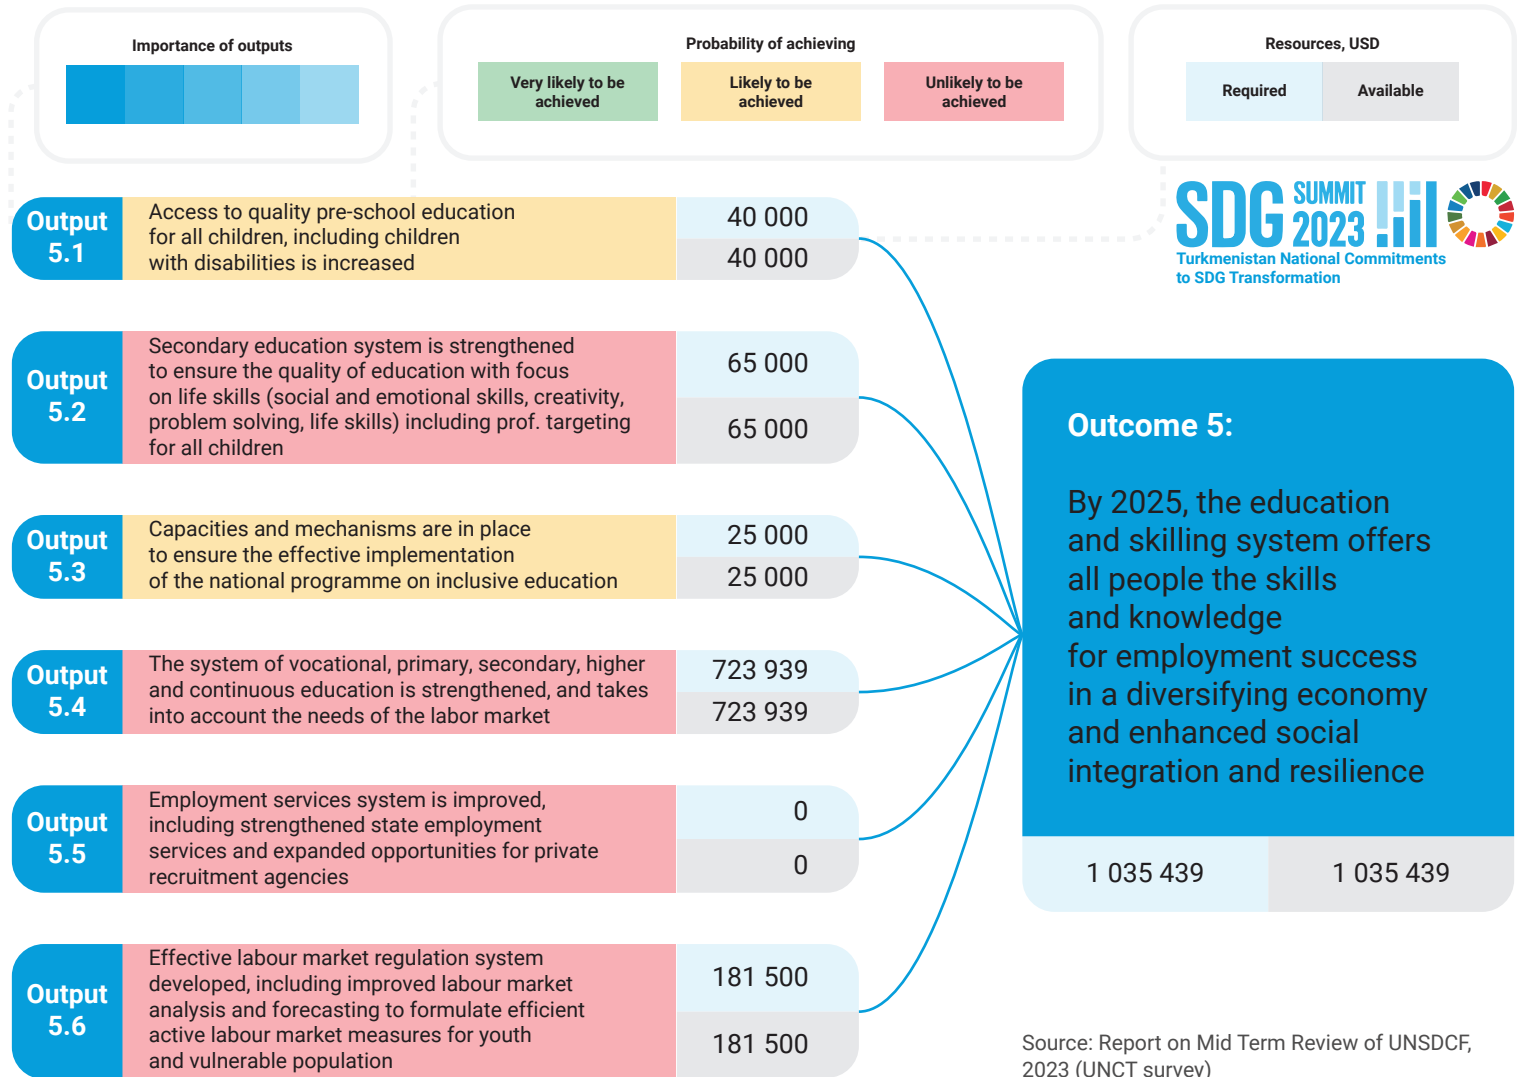 Importance of outputs
Probability of achieving
Very likely to be
achieved
Likely to be
achieved
Unlikely to be
achieved
Resources, USD
Required
Available
SDG
SUMMIT
2023
Turkmenistan National Commitments
to SDG Transformation
Output
5.1
Access to quality pre-school education
for all children, including children
with disabilities is increased
40 000
40 000
Output
5.2
Secondary education system is strengthened
to ensure the quality of education with focus
on life skills (social and emotional skills, creativity,
problem solving, life skills) including prof. targeting
for all children
65 000
65 000
Output
5.3
Capacities and mechanisms are in place
to ensure the effective implementation
of the national programme on inclusive education
25 000
25 000
Output
5.4
The system of vocational, primary, secondary, higher
and continuous education is strengthened, and takes
into account the needs of the labor market
723 939
723 939
Output
5.5
Employment services system is improved,
including strengthened state employment
services and expanded opportunities for private
recruitment agencies
0
0
Output
5.6
Effective labour market regulation system
developed, including improved labour market
analysis and forecasting to formulate efficient
active labour market measures for youth
and vulnerable population
181 500
181 500
Outcome 5:
By 2025, the education
and skilling system offers
all people the skills
and knowledge
for employment success
in a diversifying economy
and enhanced social
integration and resilience
1 035 439
1 035 439
Source: Report on Mid Term Review of UNSDCF,
2023 (UNCT survey)